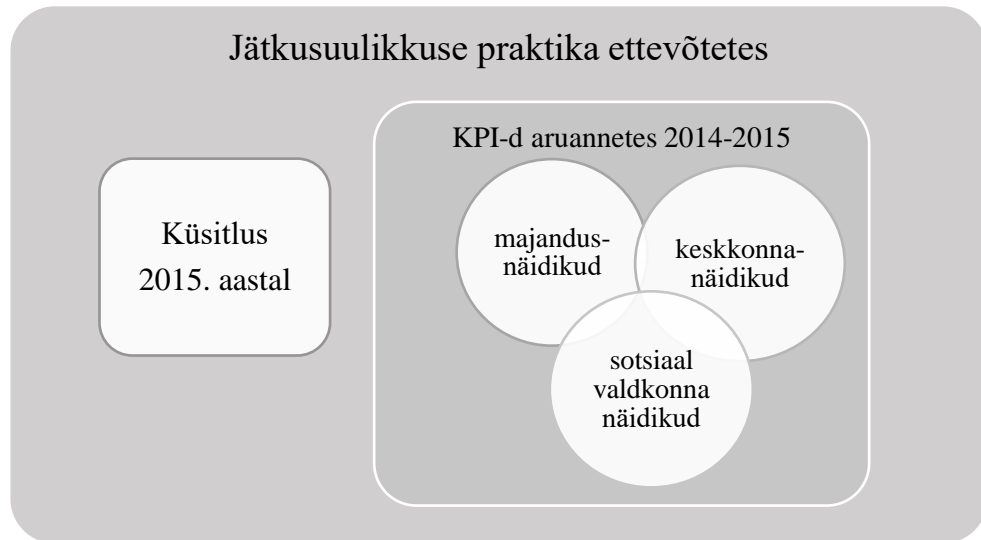 Jätkusuulikkuse praktika ettevõtetes
KPI-d aruannetes 2014-2015
Küsitlus
2015. aastal
majandus-
näidikud
keskkonna-
näidikud
sotsiaal
valdkonna
näidikud